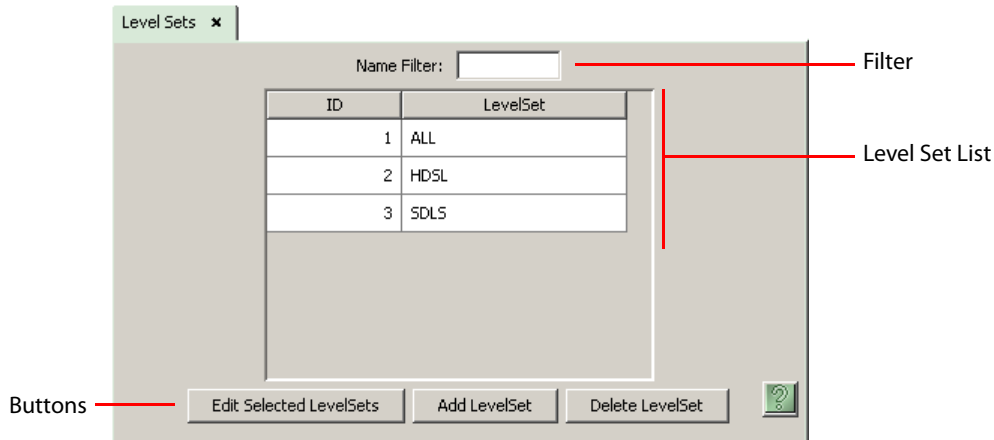 Level Sets ×
Name Filter:
Filter
ID LevelSet
1 ALL
Level Set List
2 HDSL
3 SDLS
Buttons
Edit Selected LevelSets Add LevelSet Delete LevelSet ?